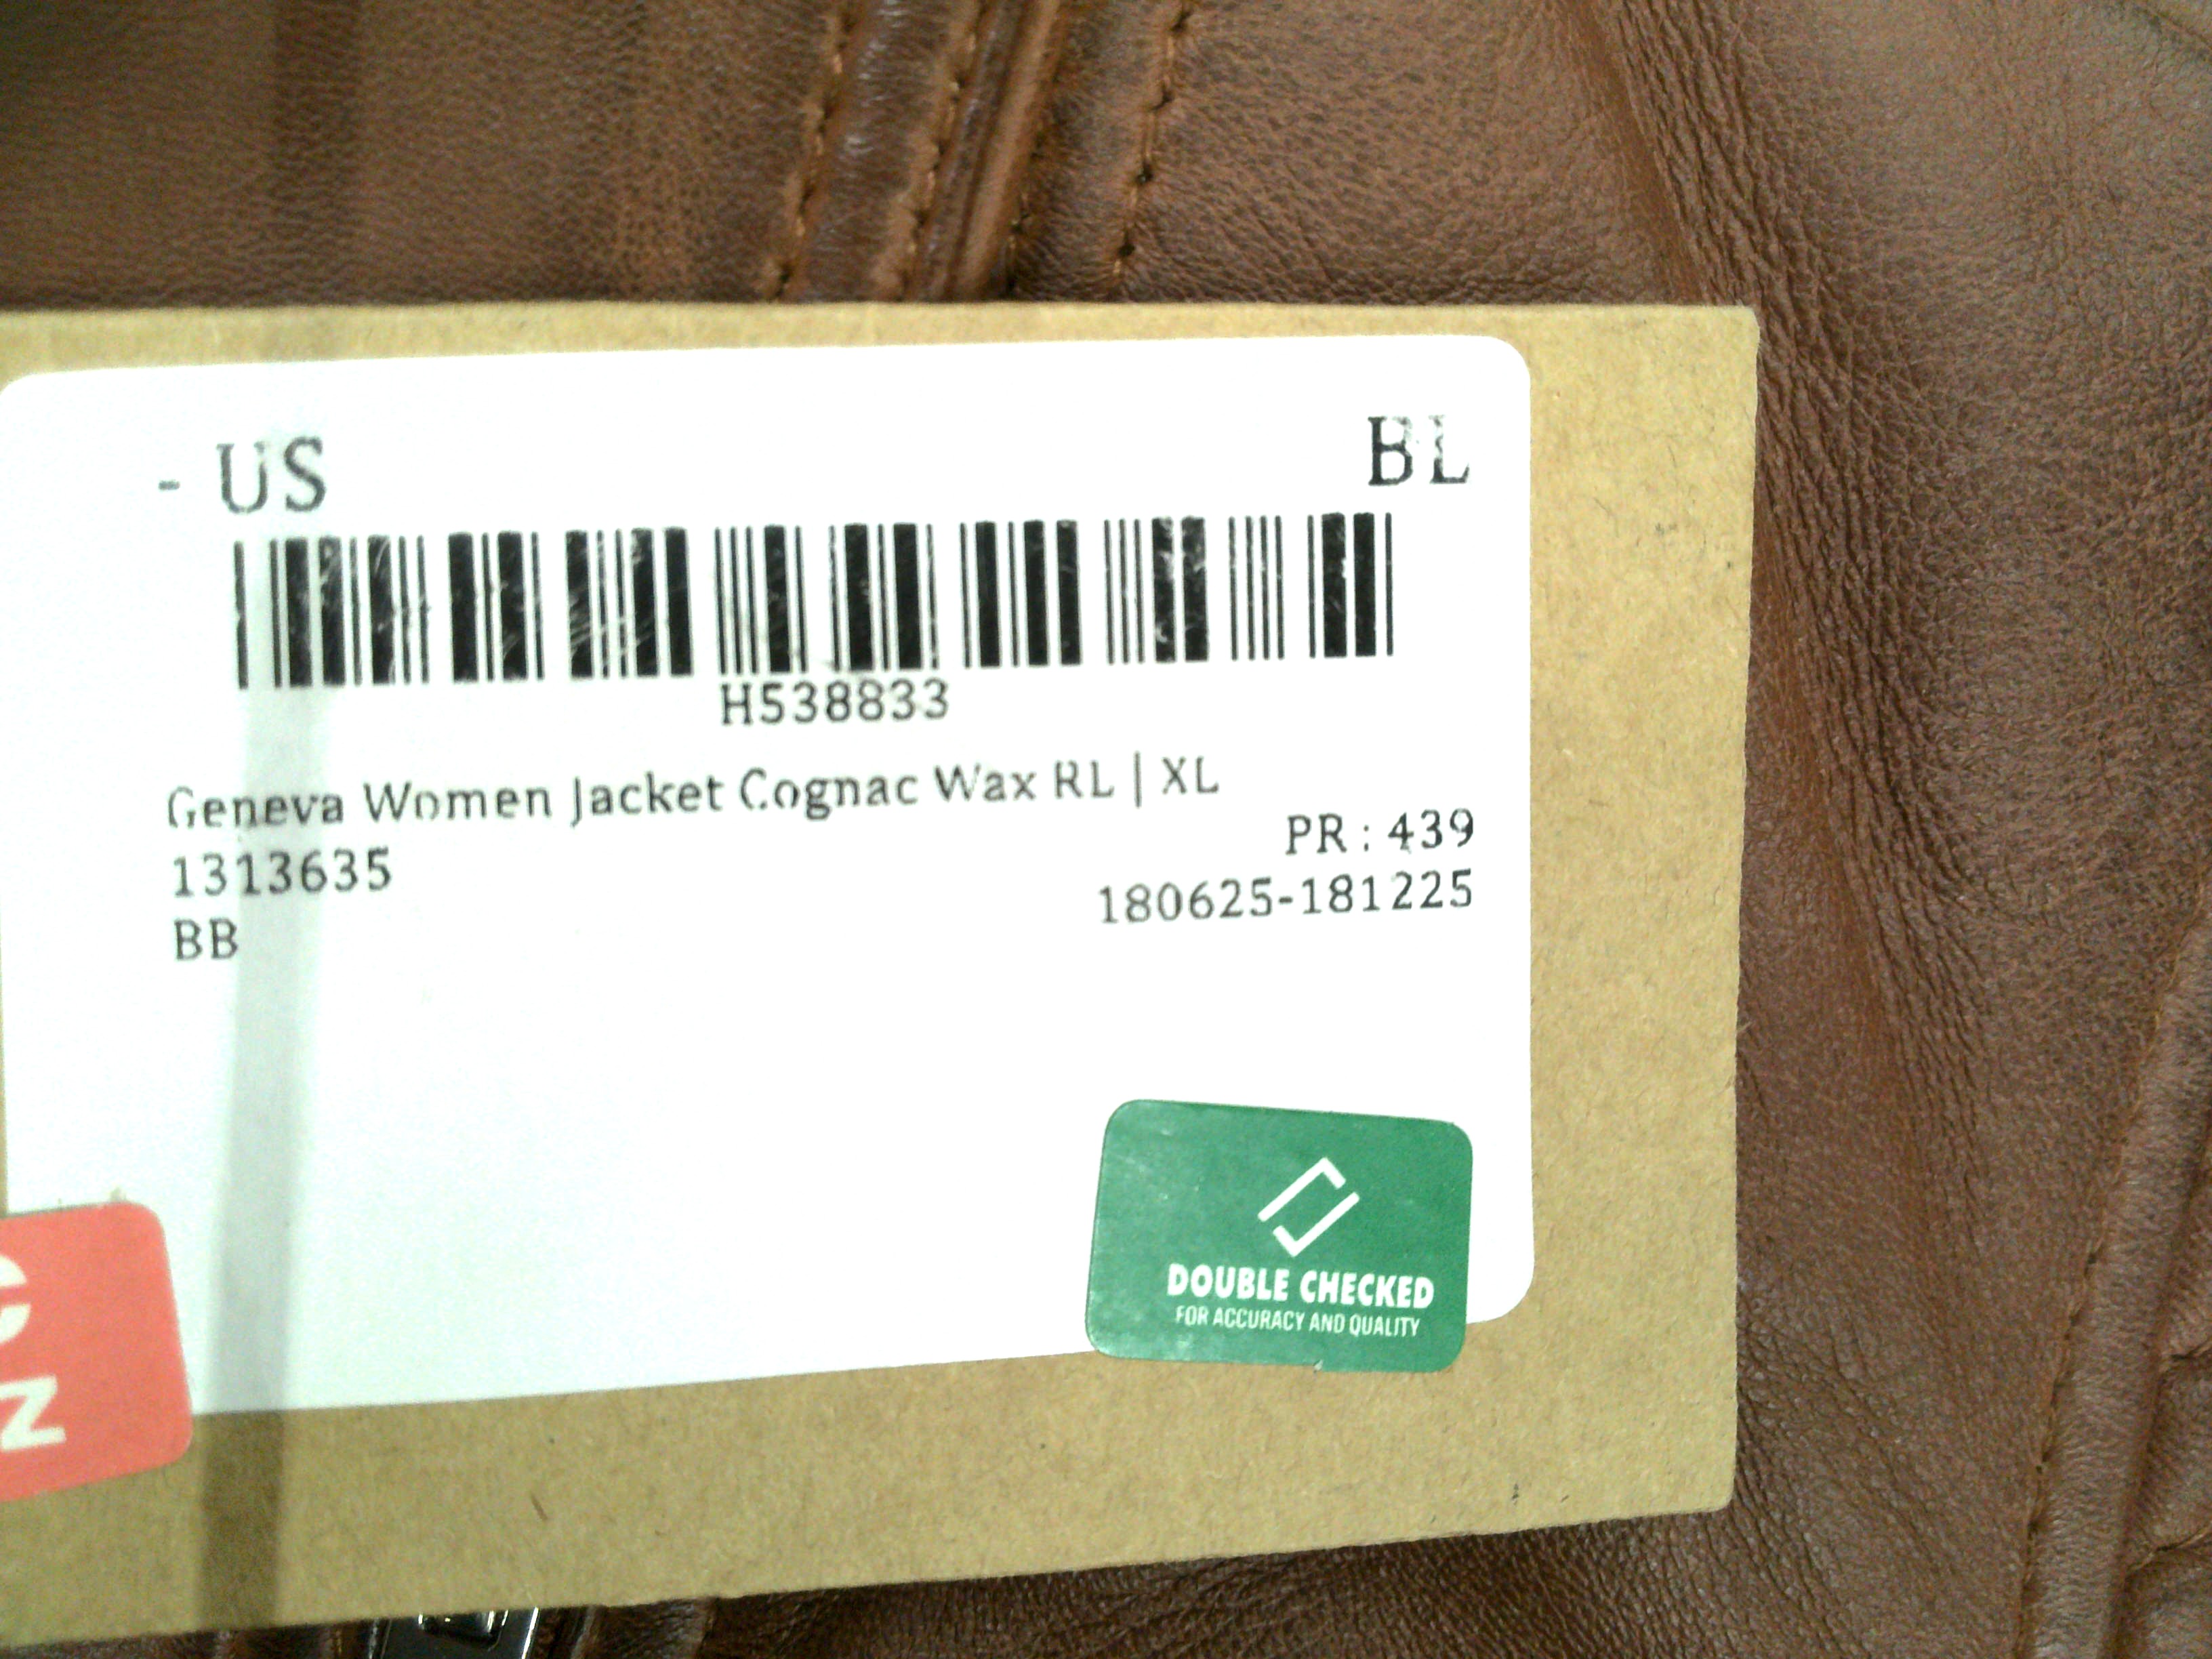 - US
BL
H538833
Geneva Women Jacket Cognac Wax RL | XL
PR : 439
1313635
180625-181225
BB
DOUBLE CHECKED
FOR ACCURACY AND QUALITY
C
Z